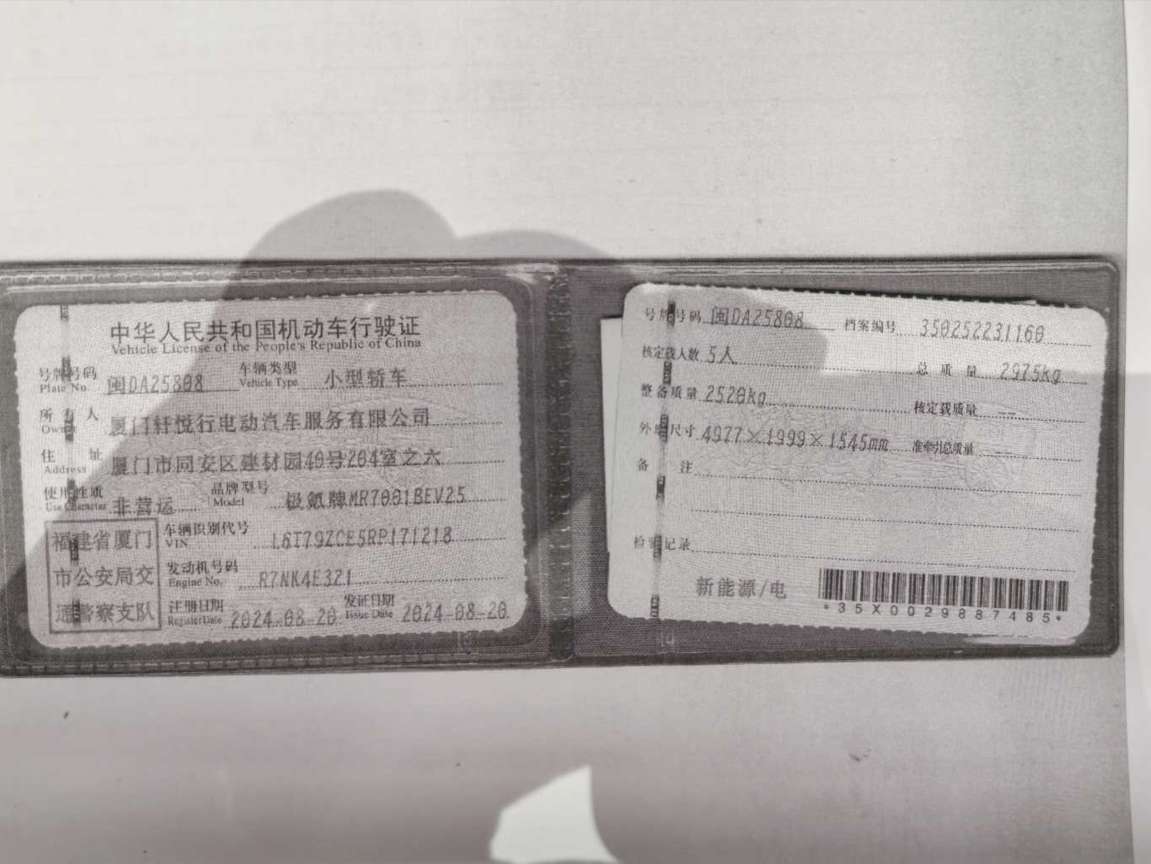 中华人民共和国机动车行驶证
Vehicle License of the People's Republic of China
号牌号码 闽DA25808 车辆类型 小型轿车
Plate No. Vehicle Type
所有人 厦门轩悦行电动汽车服务有限公司
Owner
住址 厦门市同安区建材园40号204室之六
Address
使用性质 非营运 品牌型号 极氪牌MR7001BEV25
Use Character Model
福建省厦门市公安局交通警察支队
车辆识别代号 L6T79ZCE5RP171218
VIN
发动机号码 R7NK4E321
Engine No.
注册日期 2024-08-20 发证日期 2024-08-20
Register Date Issue Date
号牌号码 闽DA25808 档案编号 350252231160
核定载人数 5人 总质量 2975kg
整备质量 2520kg 核定载质量 --
外廓尺寸 4977×1999×1545mm 准牵引总质量 --
备注
检验记录
新能源/电
*35X0029887485*